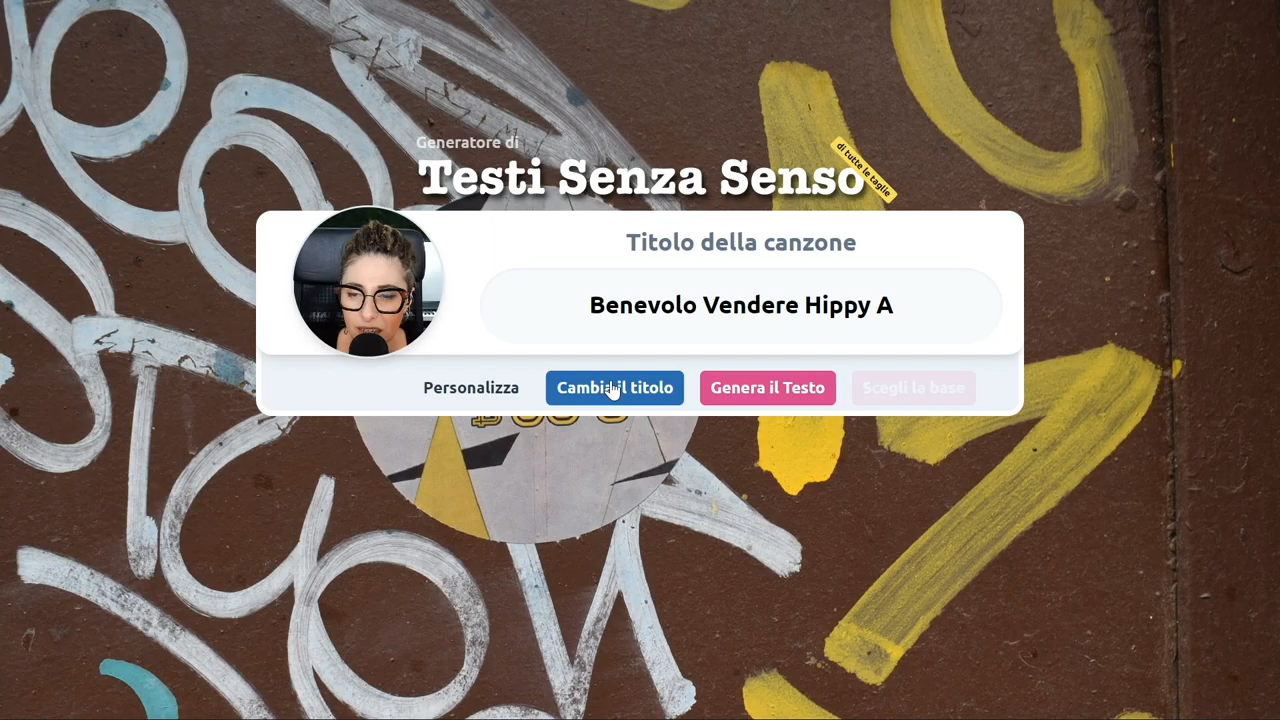 Generatore di
Testi Senza Senso
di tutte le taglie
Titolo della canzone
Benevolo Vendere Hippy A
Personalizza
Cambia il titolo
Genera il Testo
Scegli la base